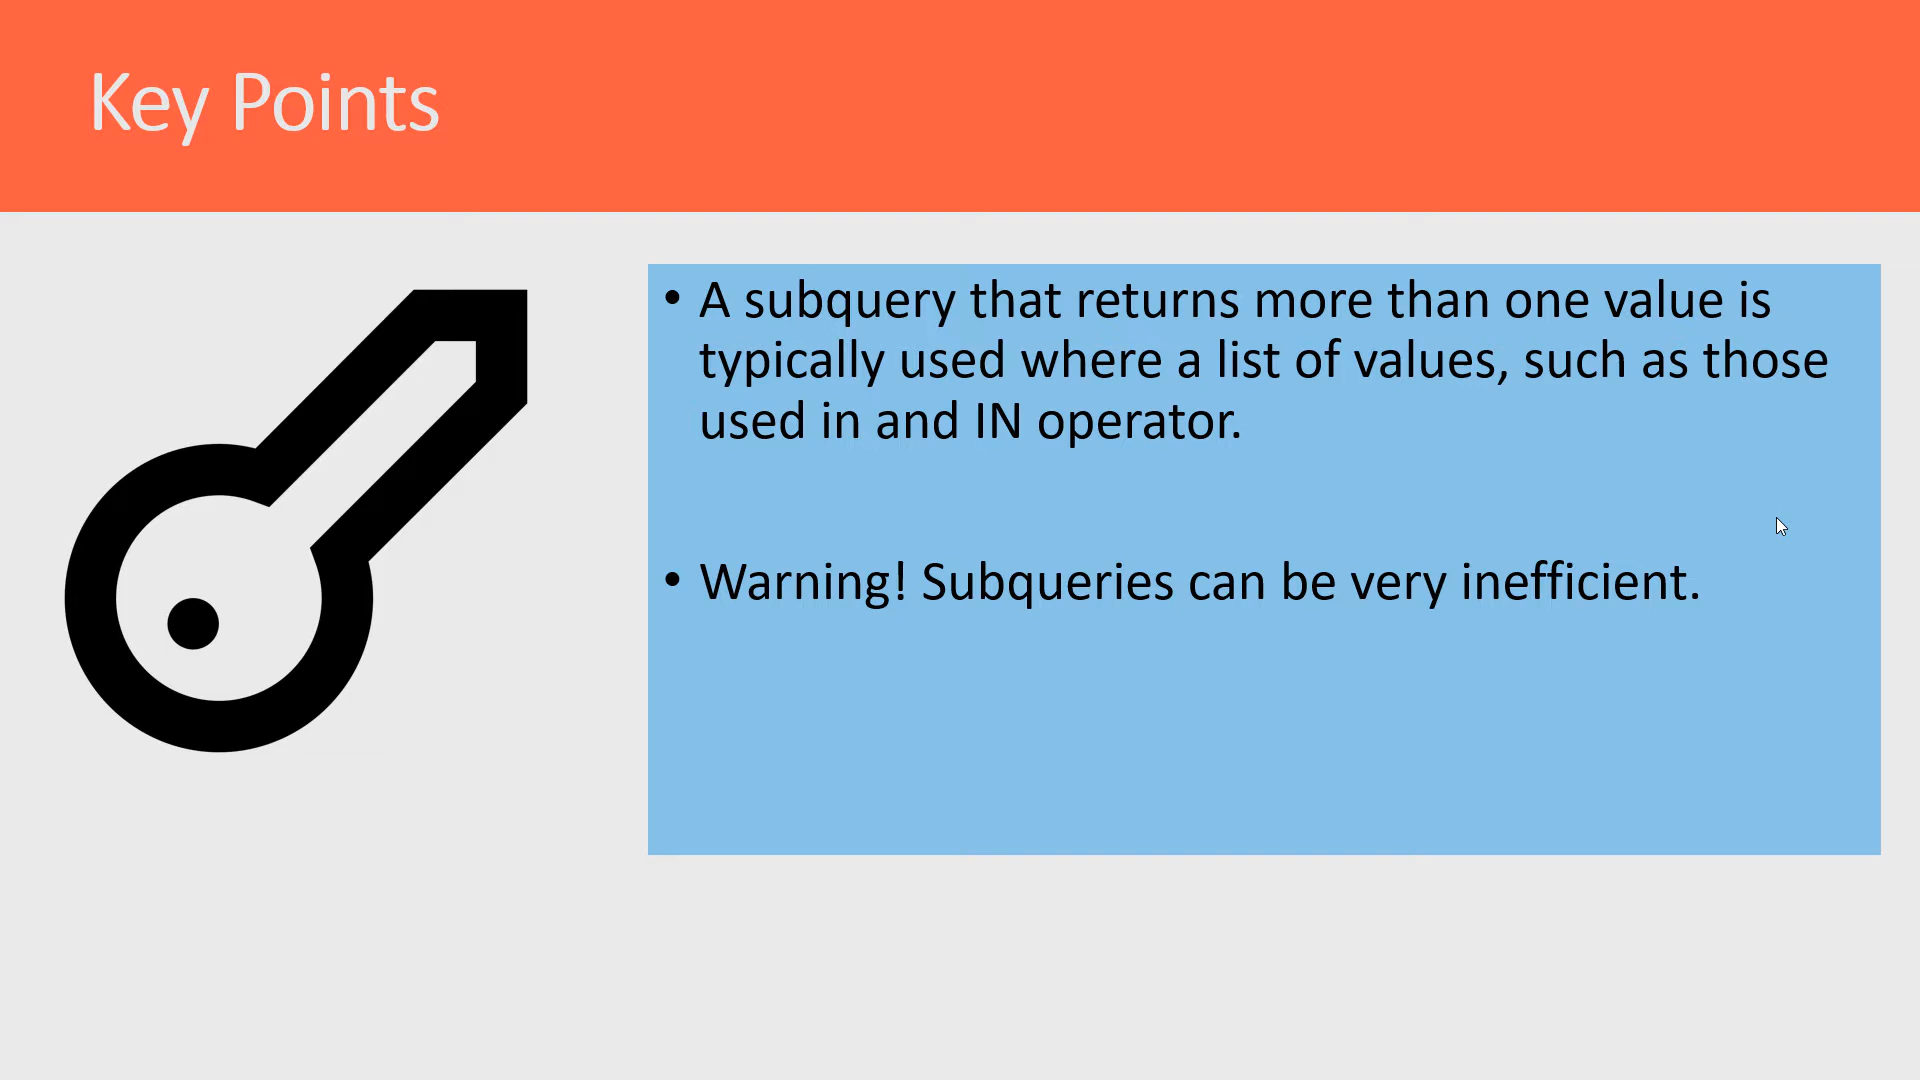 Key Points
• A subquery that returns more than one value is
typically used where a list of values, such as those
used in and IN operator.
• Warning! Subqueries can be very inefficient.